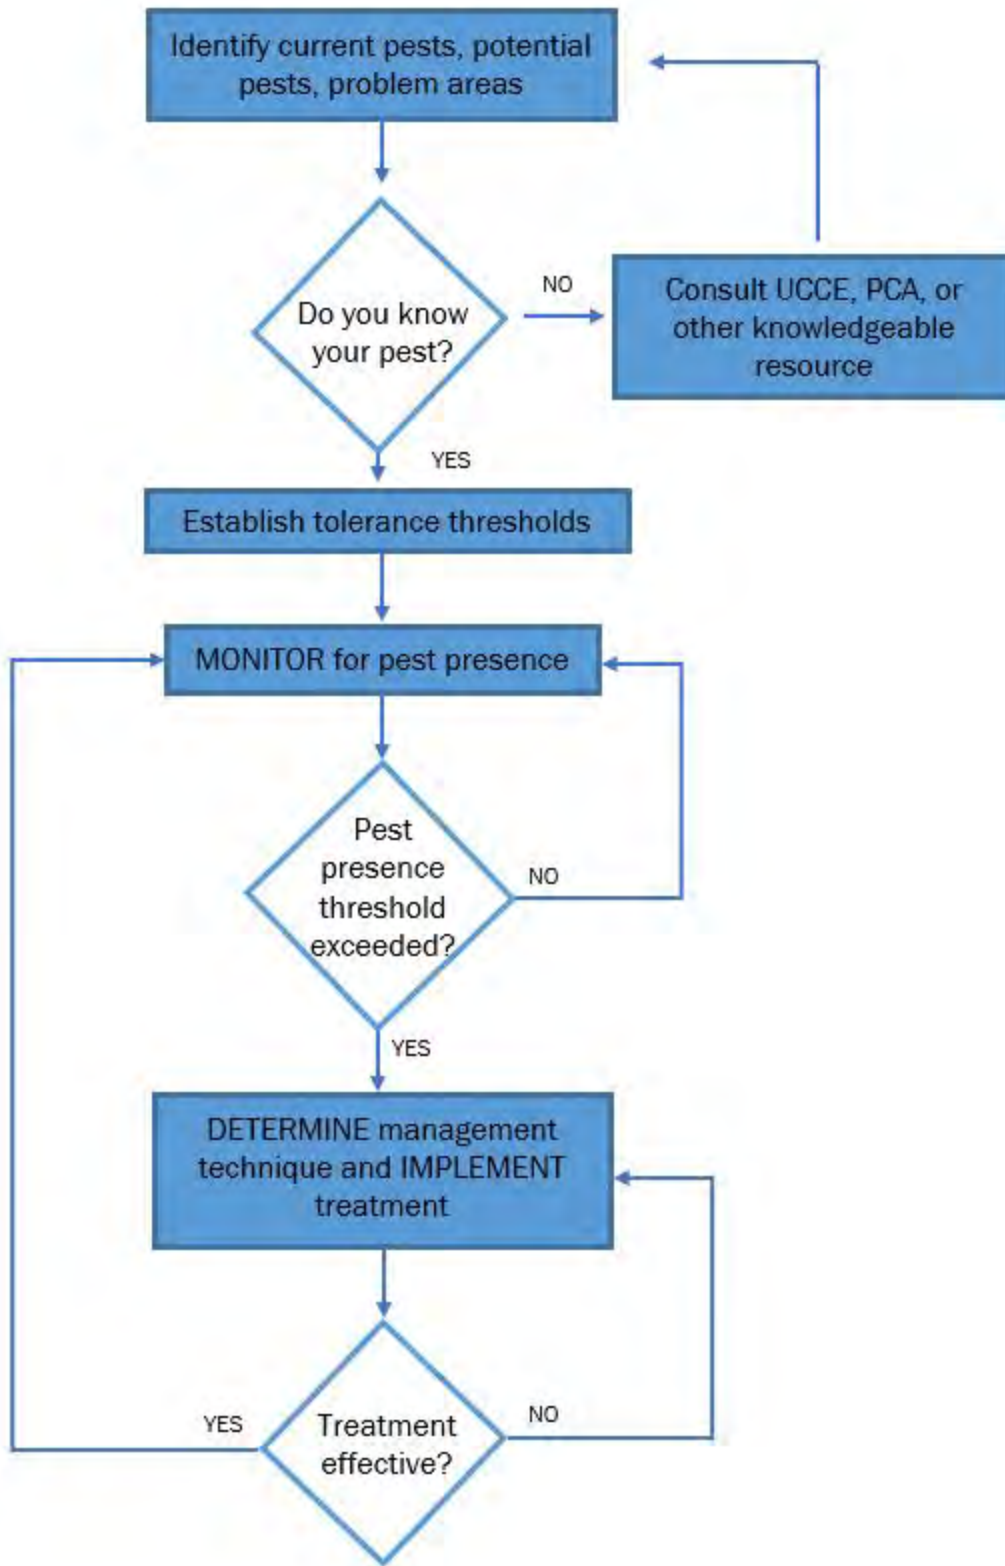 Identify current pests, potential
pests, problem areas
Do you know
your pest?
NO
Consult UCCE, PCA, or
other knowledgeable
resource
YES
Establish tolerance thresholds
MONITOR for pest presence
Pest
presence
threshold
exceeded?
NO
YES
DETERMINE management
technique and IMPLEMENT
treatment
YES
Treatment
effective?
NO